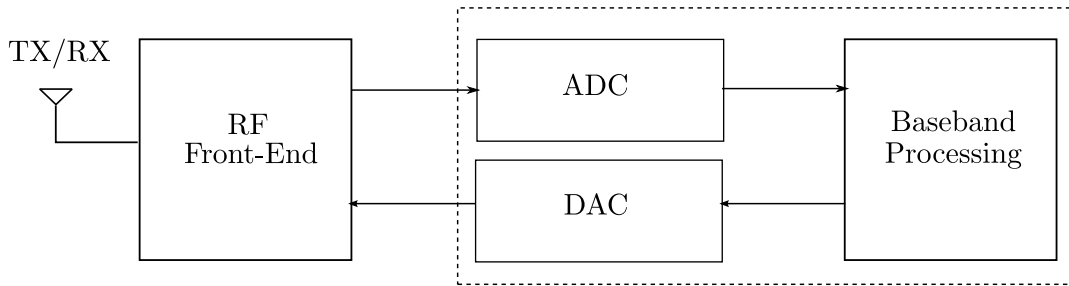 TX/RX
RF
Front-End
ADC
DAC
Baseband
Processing